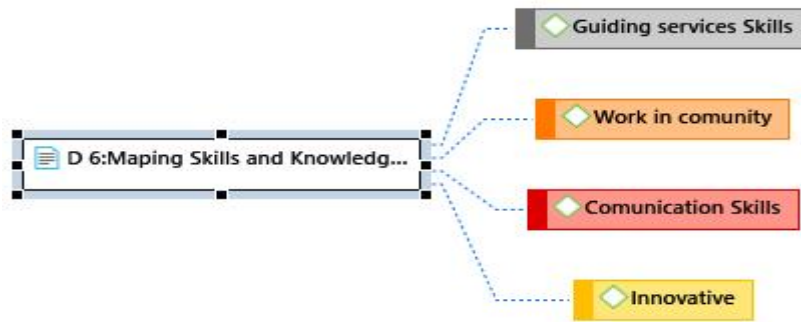 Guiding services Skills
Work in comunity
D 6:Maping Skills and Knowledg...
Comunication Skills
Innovative